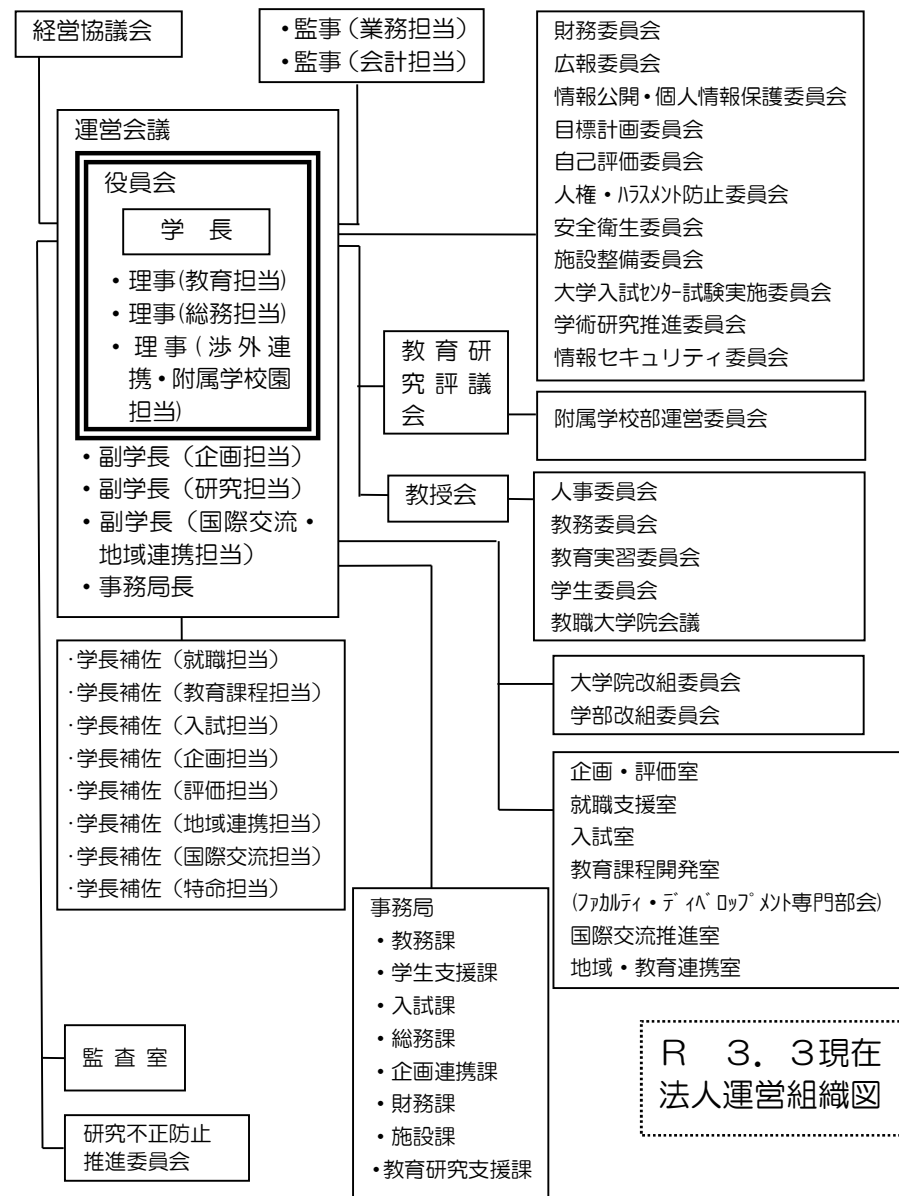 経営協議会
・監事（業務担当）
・監事（会計担当）
財務委員会
広報委員会
情報公開・個人情報保護委員会
目標計画委員会
自己評価委員会
人権・ﾊﾗｽﾒﾝﾄ防止委員会
安全衛生委員会
施設整備委員会
大学入試ｾﾝﾀｰ試験実施委員会
学術研究推進委員会
情報セキュリティ委員会
運営会議
役員会
学　長
・理事(教育担当)
・理事(総務担当)
・理事(渉外連
携・附属学校園
担当)
・副学長（企画担当）
・副学長（研究担当）
・副学長（国際交流・
地域連携担当）
・事務局長
教育研
究評議
会
附属学校部運営委員会
教授会
人事委員会
教務委員会
教育実習委員会
学生委員会
教職大学院会議
・学長補佐（就職担当）
・学長補佐（教育課程担当）
・学長補佐（入試担当）
・学長補佐（企画担当）
・学長補佐（評価担当）
・学長補佐（地域連携担当）
・学長補佐（国際交流担当）
・学長補佐（特命担当）
大学院改組委員会
学部改組委員会
企画・評価室
就職支援室
入試室
教育課程開発室
(ﾌｧｶﾙﾃｨ・ﾃﾞｨﾍﾞﾛｯﾌﾟﾒﾝﾄ専門部会)
国際交流推進室
地域・教育連携室
事務局
・教務課
・学生支援課
・入試課
・総務課
・企画連携課
・財務課
・施設課
・教育研究支援課
監査室
研究不正防止
推進委員会
Ｒ　３．３現在
法人運営組織図